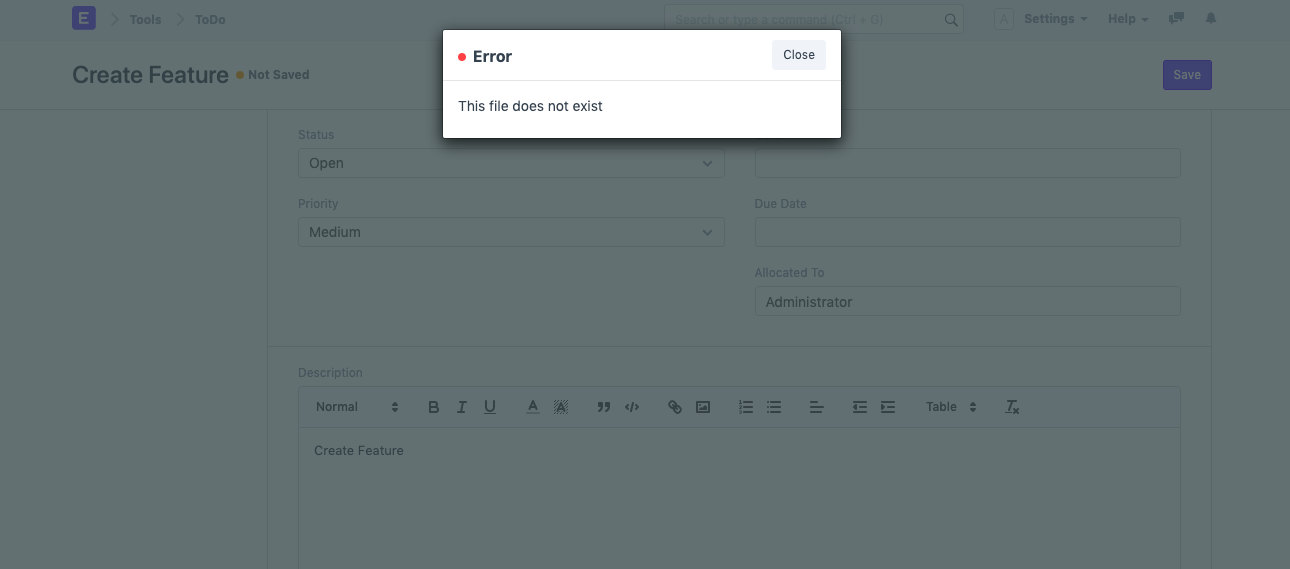 E Tools ToDo
Search or type a command (Ctrl + G)
A Settings Help
Error
Close
Create Feature Not Saved
Save
This file does not exist
Status
Open
Priority
Due Date
Medium
Allocated To
Administrator
Description
Normal B I U A A Table Tx
Create Feature